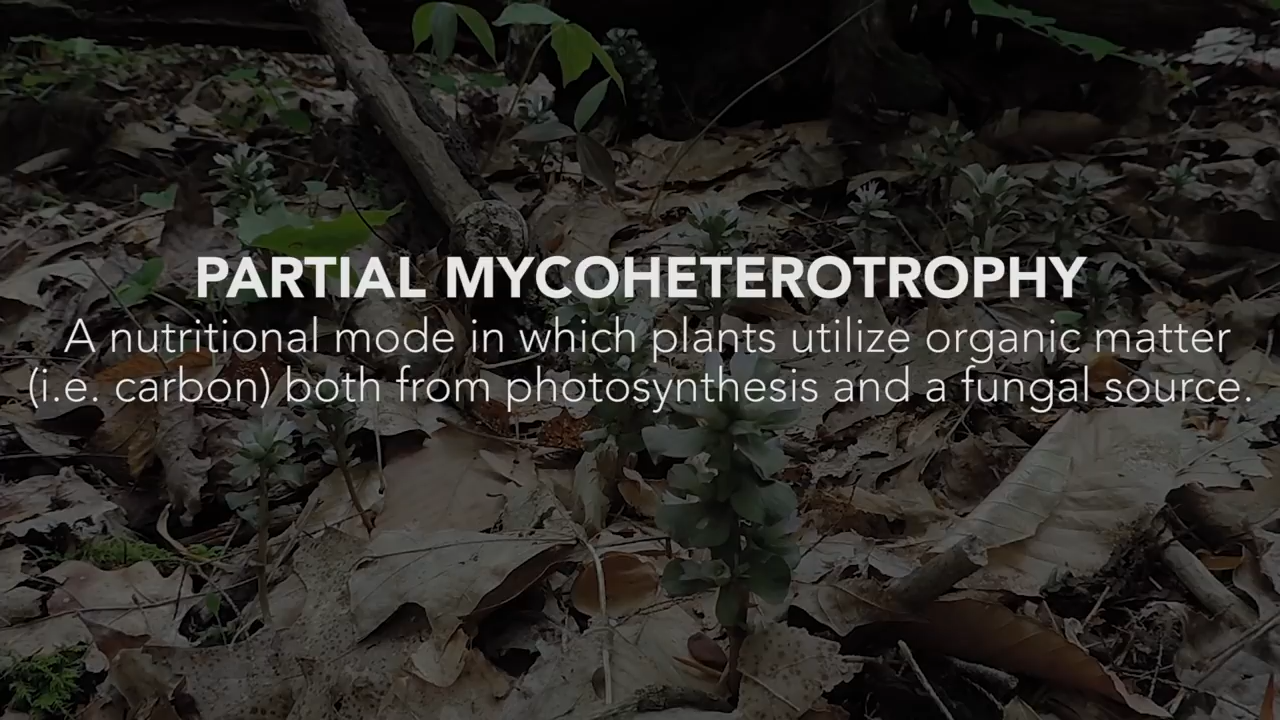 PARTIAL MYCOHETEROTROPHY
A nutritional mode in which plants utilize organic matter
(i.e. carbon) both from photosynthesis and a fungal source.